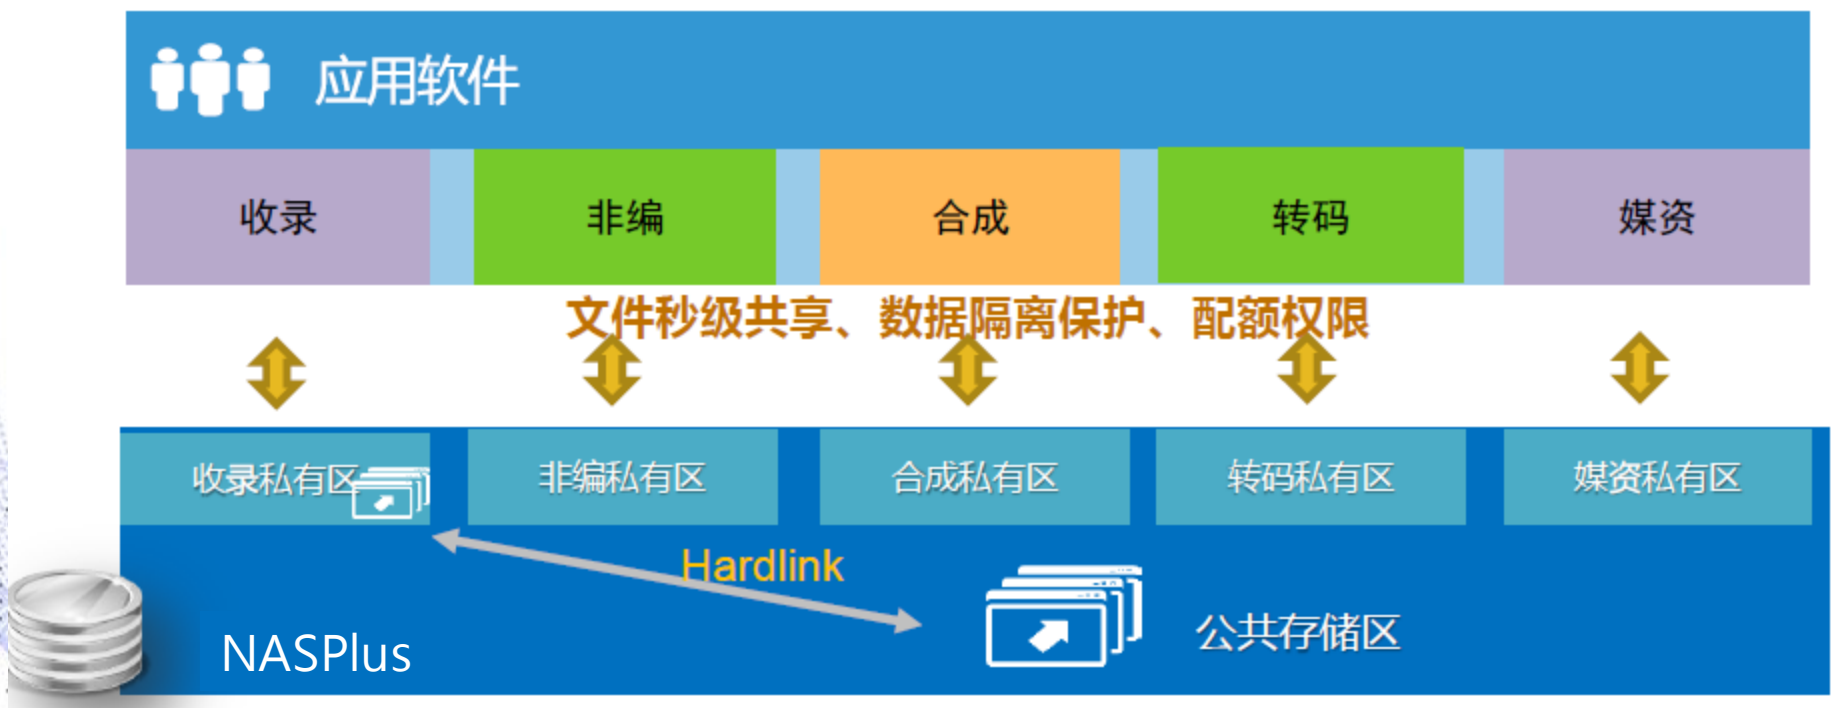 应用软件
收录
非编
合成
转码
媒资
文件秒级共享、数据隔离保护、配额权限
收录私有区
非编私有区
合成私有区
转码私有区
媒资私有区
Hardlink
公共存储区
NASPlus